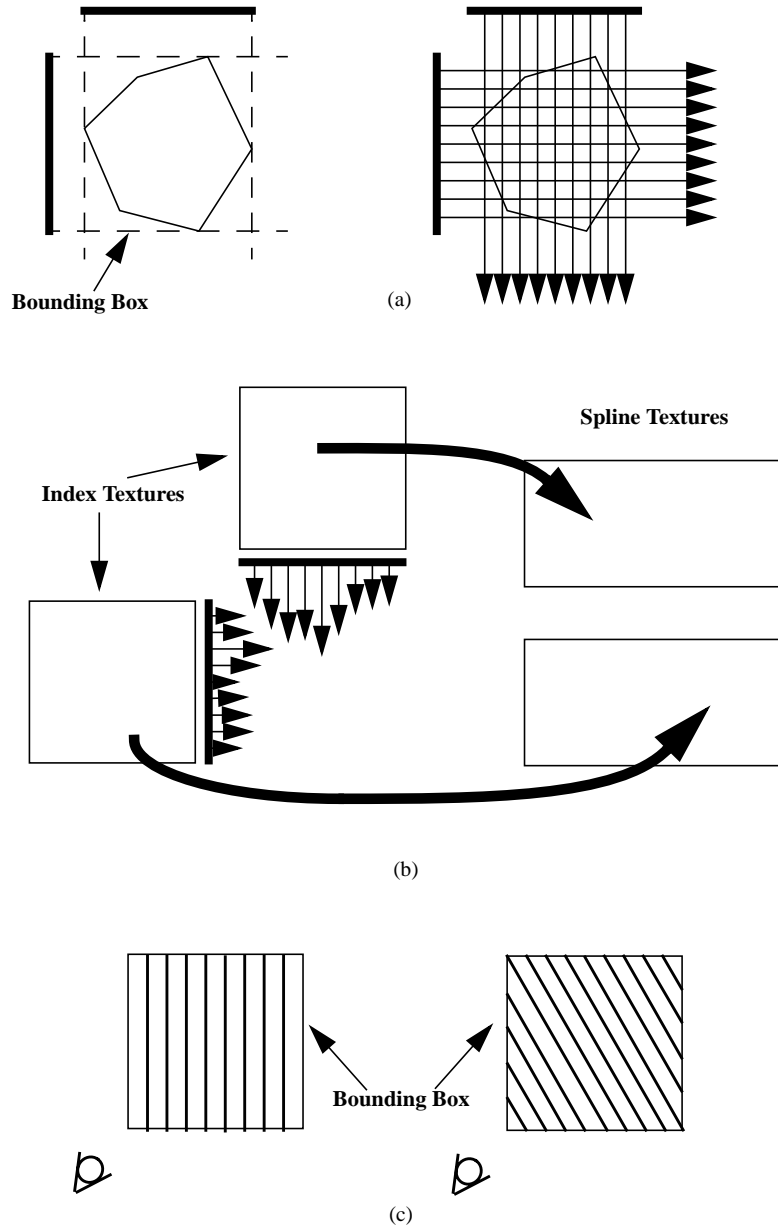 Bounding Box
(a)
Spline Textures
Index Textures
(b)
Bounding Box
(c)